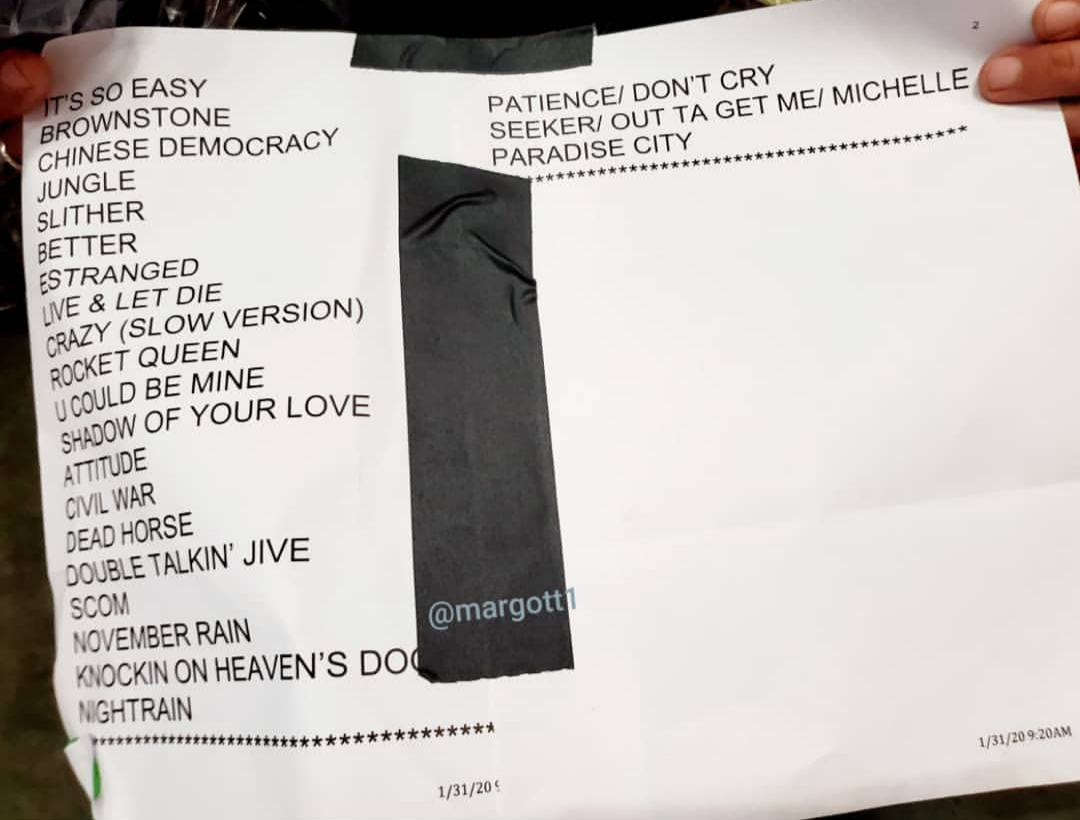 IT'S SO EASY
BROWNSTONE
CHINESE DEMOCRACY
JUNGLE
SLITHER
BETTER
ESTRANGED
LIVE & LET DIE
CRAZY (SLOW VERSION)
ROCKET QUEEN
U COULD BE MINE
SHADOW OF YOUR LOVE
ATTITUDE
CIVIL WAR
DEAD HORSE
DOUBLE TALKIN' JIVE
SCOM
NOVEMBER RAIN
KNOCKIN ON HEAVEN'S
NIGHTRAIN
****************************************
1/31/20
2
PATIENCE/ DON'T CRY
SEEKER/ OUT TA GET ME/ MICHELLE
PARADISE CITY
****************************************
1/31/20 9:20AM
@margott1